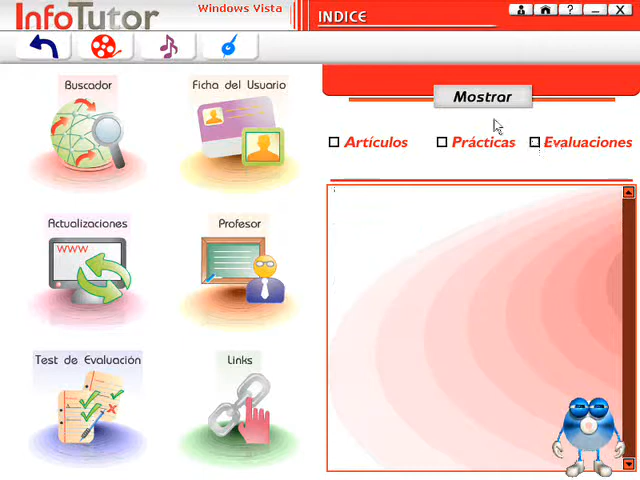 InfoTutor
Windows Vista
INDICE
?
X
Buscador
Ficha del Usuario
Mostrar
Artículos
Prácticas
Evaluaciones
Actualizaciones
Profesor
WWW
Test de Evaluación
Links